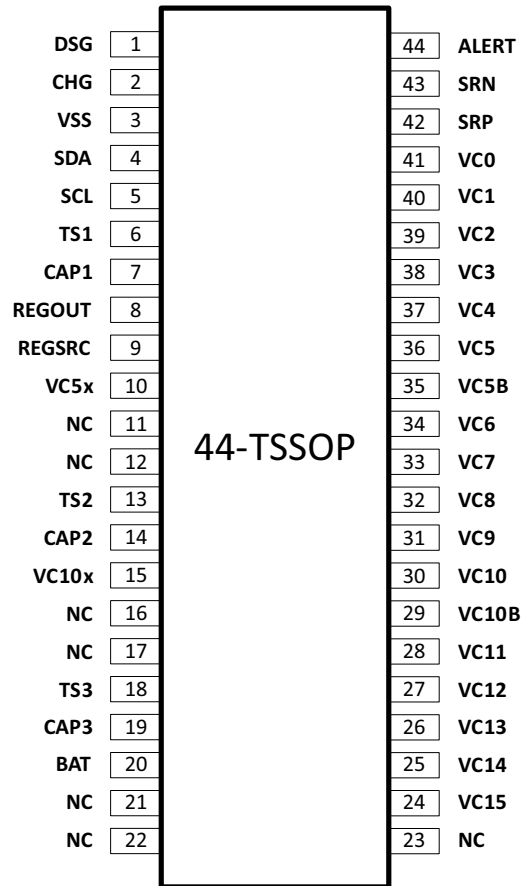 DSG 1 44 ALERT
CHG 2 43 SRN
VSS 3 42 SRP
SDA 4 41 VC0
SCL 5 40 VC1
TS1 6 39 VC2
CAP1 7 38 VC3
REGOUT 8 37 VC4
REGSRC 9 36 VC5
VC5x 10 35 VC5B
NC 11 34 VC6
44-TSSOP
NC 12 33 VC7
TS2 13 32 VC8
CAP2 14 31 VC9
VC10x 15 30 VC10
NC 16 29 VC10B
NC 17 28 VC11
TS3 18 27 VC12
CAP3 19 26 VC13
BAT 20 25 VC14
NC 21 24 VC15
NC 22 23 NC